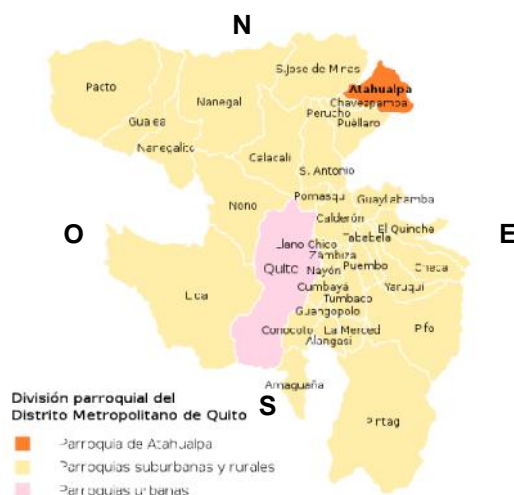 N
S.Jose de Minas
Atahualpa
Pacto
Nanegal
Chavezpamba
Perucho
Gualea
Puéllaro
Nanegalito
Calacali
S. Antonio
Pomasqui
Guayllabamba
Nono
Calderón
El Quinche
O
Tababela
E
Llano Chico
Zámbiza
Quito
Nayón
Puembo
Checa
Cumbayá
Yaruqui
Lloa
Tumbaco
Guangopolo
Conocoto
La Merced
Pifo
Alangasí
Amaguaña
División parroquial del
Distrito Metropolitano de Quito
S
Pintag
Parroquia de Atahualpa
Parroquias suburbanas y rurales
Parroquias urbanas